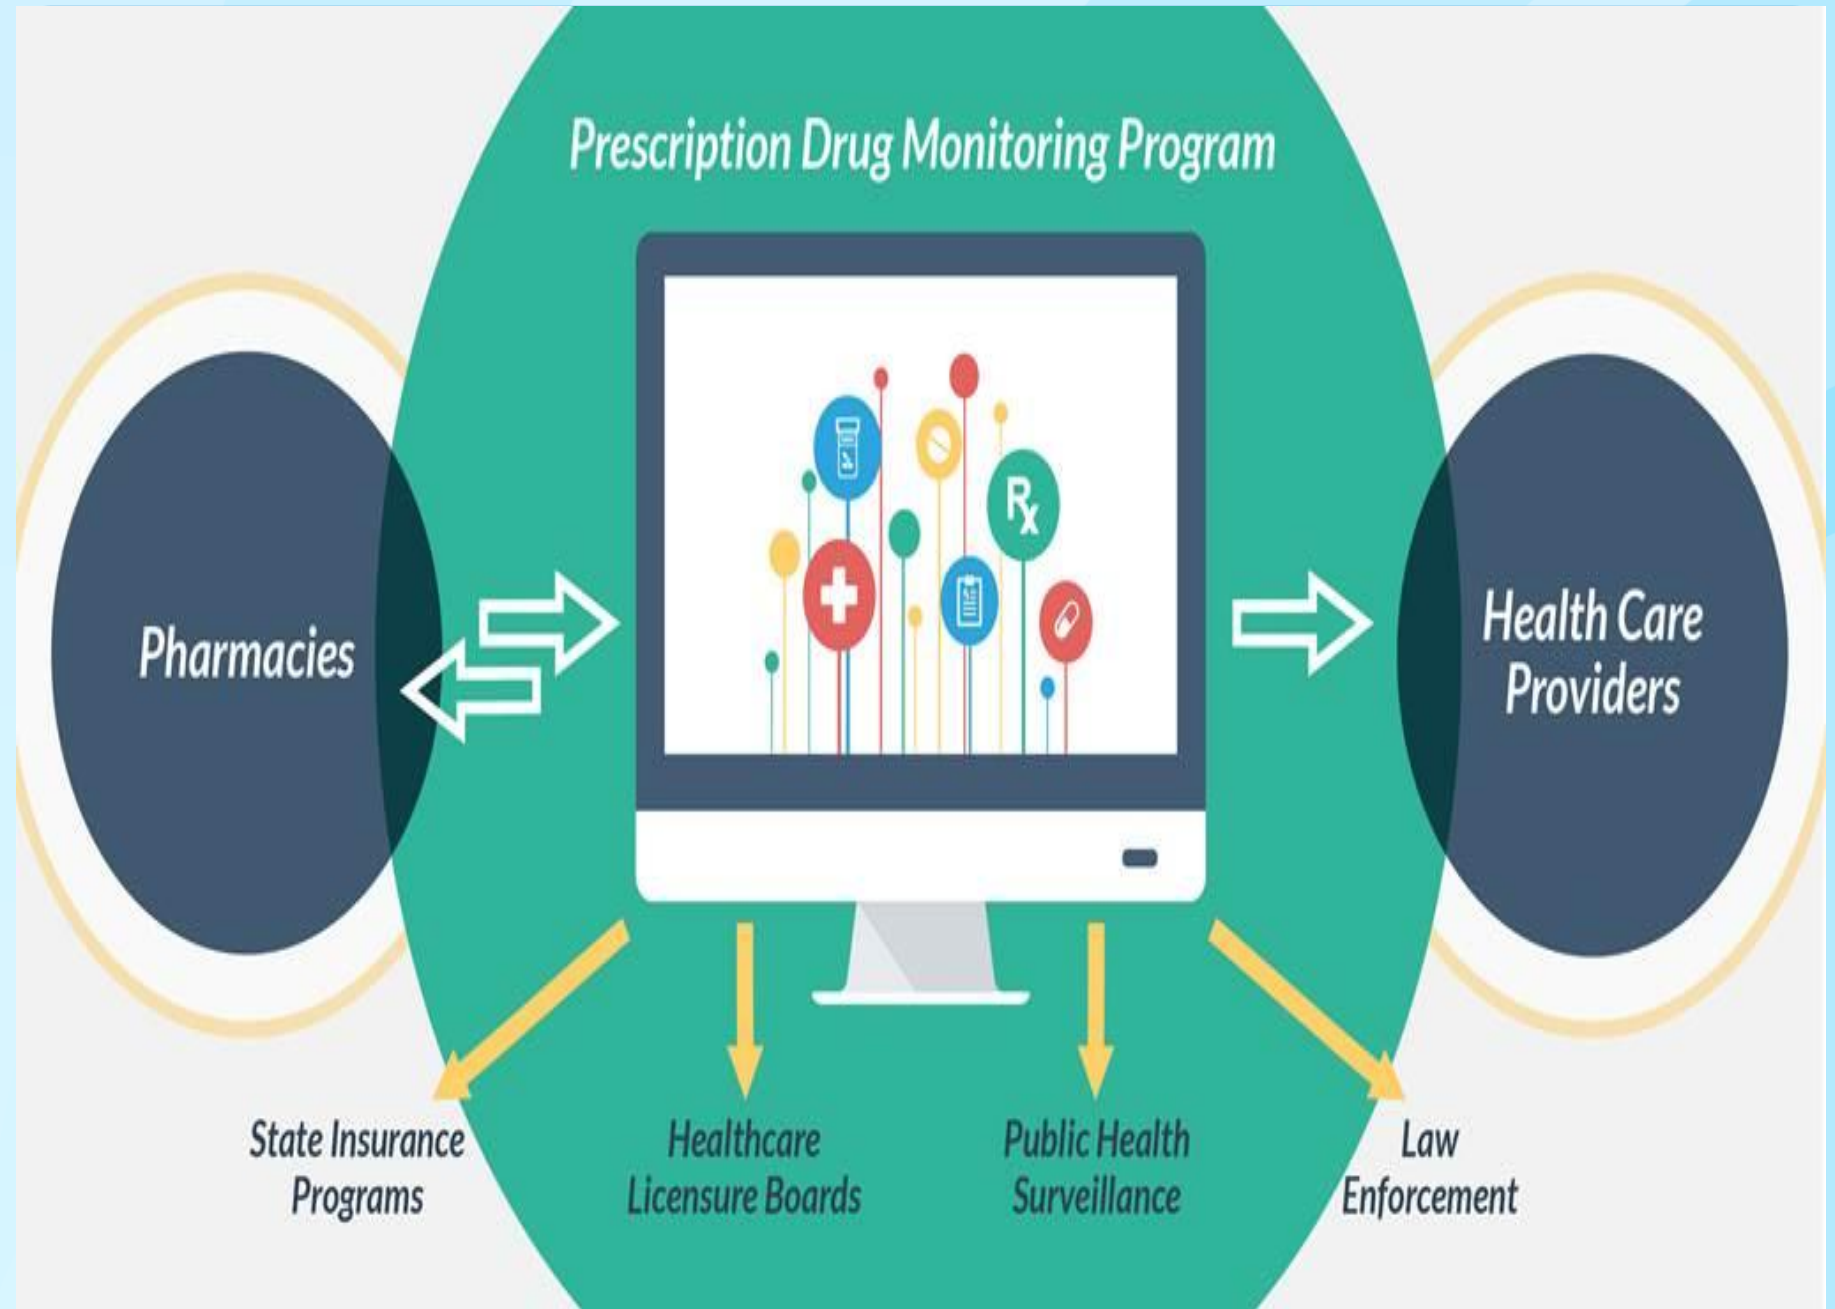 Prescription Drug Monitoring Program
Rx
Pharmacies
Health Care
Providers
State Insurance
Programs
Healthcare
Licensure Boards
Public Health
Surveillance
Law
Enforcement